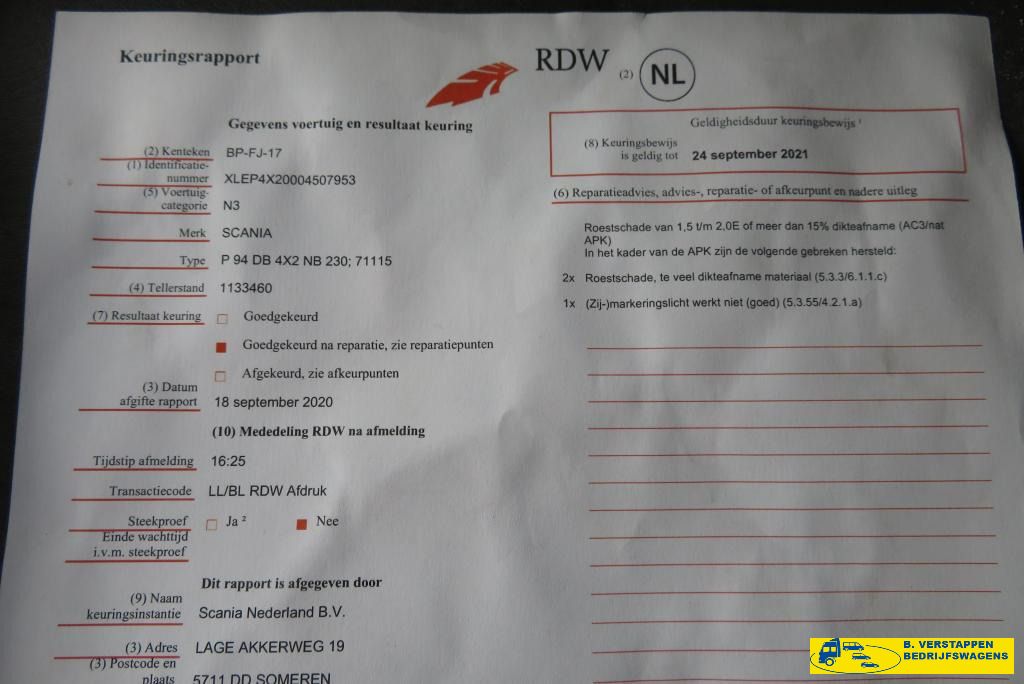 Keuringsrapport
RDW (2) NL
Gegevens voertuig en resultaat keuring
(2) Kenteken BP-FJ-17
(1) Identificatie-
nummer XLEP4X20004507953
(5) Voertuig-
categorie N3
Merk SCANIA
Type P 94 DB 4X2 NB 230; 71115
(4) Tellerstand 1133460
(7) Resultaat keuring Goedgekeurd
Goedgekeurd na reparatie, zie reparatiepunten
Afgekeurd, zie afkeurpunten
(3) Datum
afgifte rapport 18 september 2020
(10) Mededeling RDW na afmelding
Tijdstip afmelding 16:25
Transactiecode LL/BL RDW Afdruk
Steekproef Ja ² Nee
Einde wachttijd
i.v.m. steekproef
Dit rapport is afgegeven door
(9) Naam
keuringsinstantie Scania Nederland B.V.
(3) Adres LAGE AKKERWEG 19
(3) Postcode en
plaats 5711 DD SOMEREN
Geldigheidsduur keuringsbewijs ¹
(8) Keuringsbewijs
is geldig tot 24 september 2021
(6) Reparatieadvies, advies-, reparatie- of afkeurpunt en nadere uitleg
Roestschade van 1,5 t/m 2,0E of meer dan 15% dikteafname (AC3/nat
APK)
In het kader van de APK zijn de volgende gebreken hersteld:
2x Roestschade, te veel dikteafname materiaal (5.3.3/6.1.1.c)
1x (Zij-)markeringslicht werkt niet (goed) (5.3.55/4.2.1.a)
B. VERSTAPPEN
BEDRIJFSWAGENS